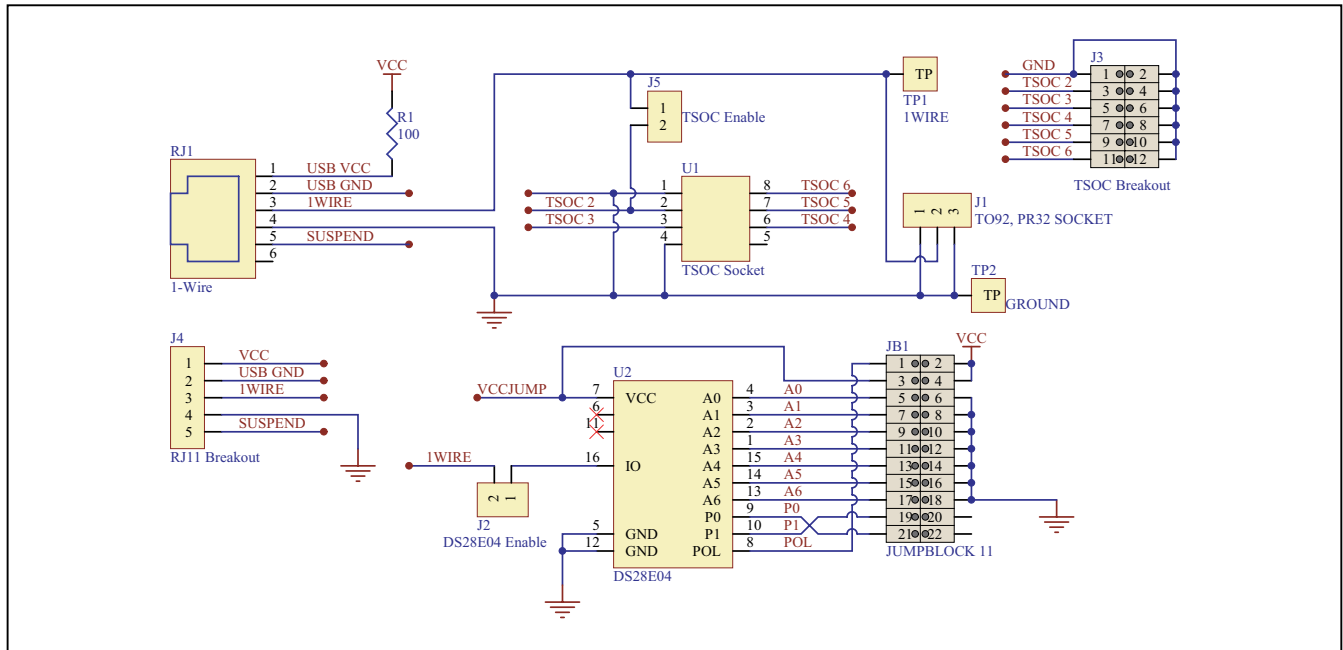 VCC
R1
100
RJ1
1 USB VCC
2 USB GND
3 1WIRE
4
5 SUSPEND
6
1-Wire
J5
1
2
TSOC Enable
TP
TP1
1WIRE
U1
1 8 TSOC 6
TSOC 2 2 7 TSOC 5
TSOC 3 3 6 TSOC 4
4 5
TSOC Socket
J3
GND 1 2
TSOC 2 3 4
TSOC 3 5 6
TSOC 4 7 8
TSOC 5 9 10
TSOC 6 11 12
TSOC Breakout
J1
1 2 3
TO92, PR32 SOCKET
TP2
TP
GROUND
J4
1 VCC
2 USB GND
3 1WIRE
4
5 SUSPEND
RJ11 Breakout
U2
VCCJUMP 7 VCC
6
11
1WIRE 16 IO
2 1
J2
DS28E04 Enable
5 GND
12 GND
A0 4 A0
A1 3 A1
A2 2 A2
A3 1 A3
A4 15 A4
A5 14 A5
A6 13 A6
P0 9 P0
P1 10 P1
POL 8 POL
DS28E04
JB1
VCC
1 2
3 4
5 6
7 8
9 10
11 12
13 14
15 16
17 18
19 20
21 22
JUMPBLOCK 11